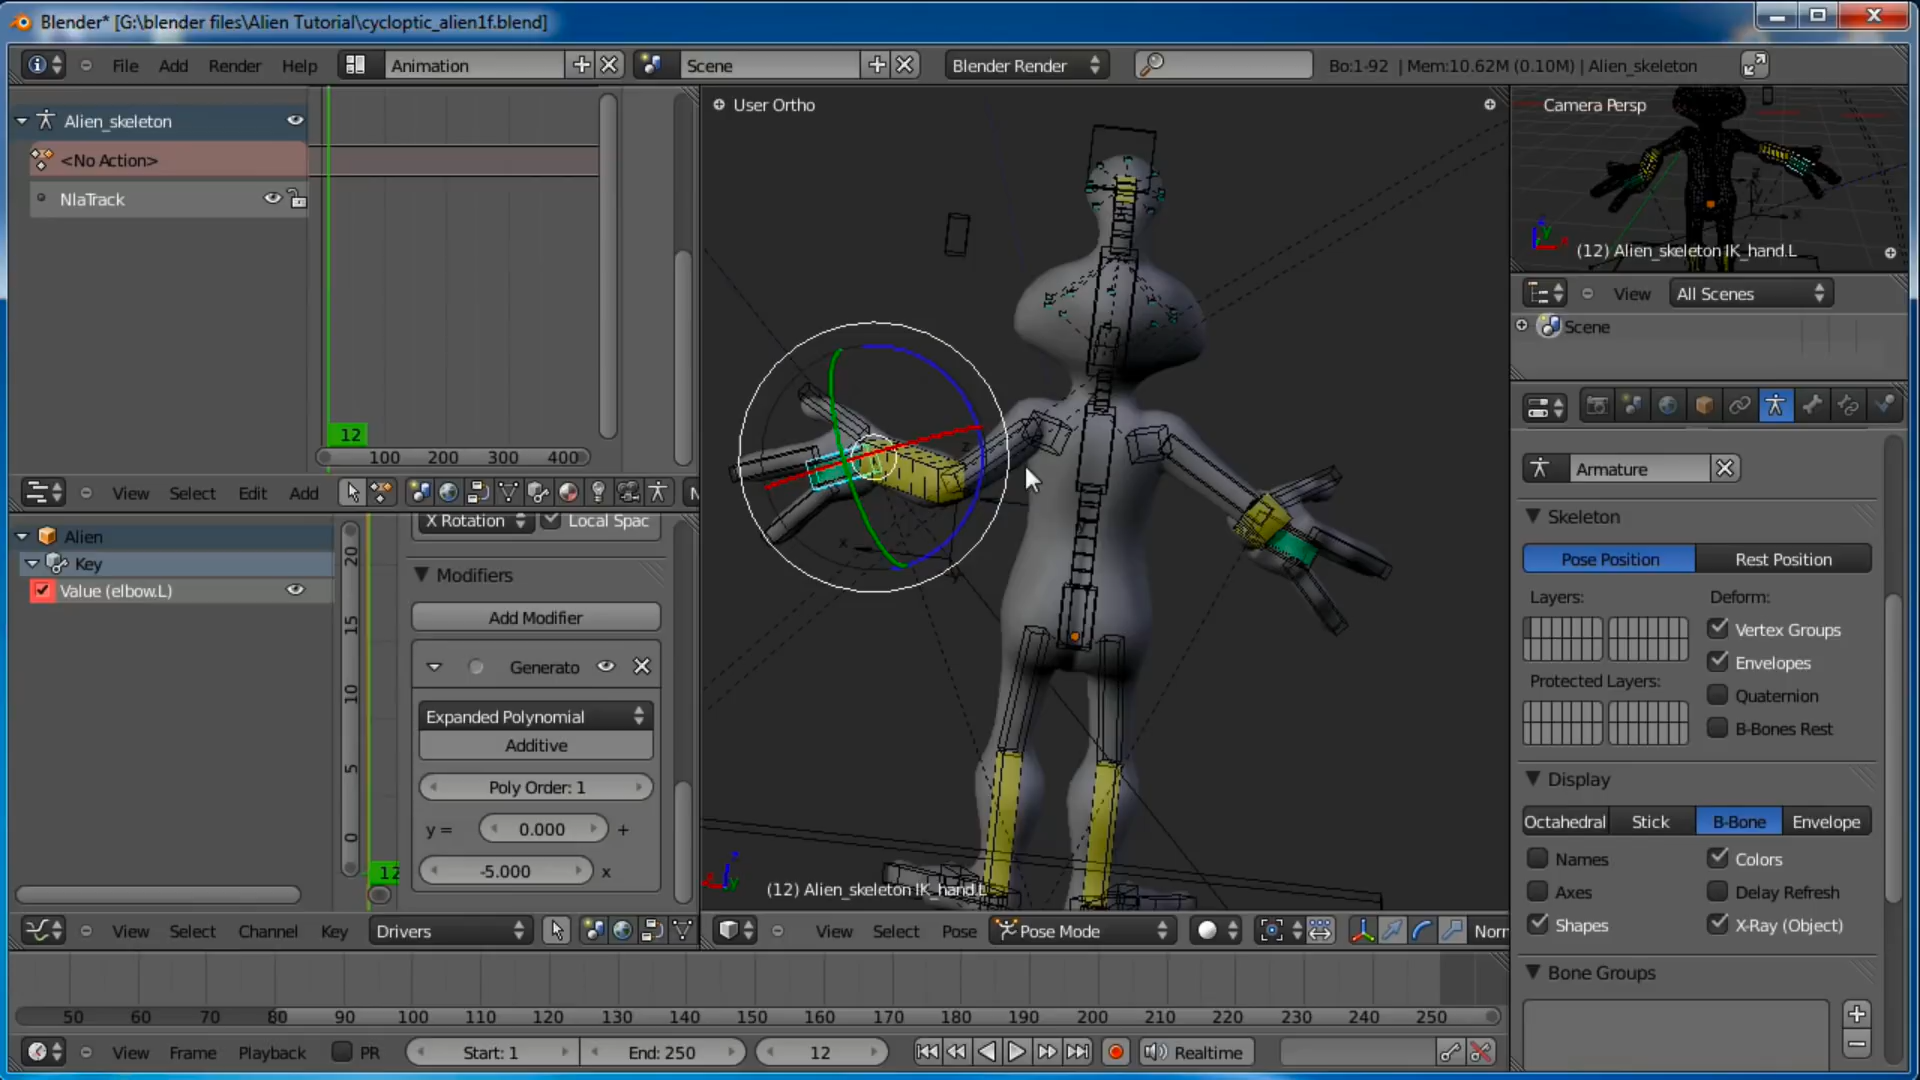 Blender* [G:\blender files\Alien Tutorial\cycloptic_alien1f.blend]
File Add Render Help Animation Scene Blender Render Bo:1-92 | Mem:10.62M (0.10M) | Alien_skeleton
Alien_skeleton
<No Action>
NlaTrack
12
100 200 300 400
View Select Edit Add N
Alien
Key
Value (elbow.L)
20
15
10
5
0
12
X Rotation Local Spac
Modifiers
Add Modifier
Generato
Expanded Polynomial
Additive
Poly Order: 1
y = 0.000 +
-5.000 x
View Select Channel Key Drivers
User Ortho
(12) Alien_skeleton IK_hand.L
View Select Pose Pose Mode Norr
Camera Persp
(12) Alien_skeleton IK_hand.L
View All Scenes
Scene
Armature
Skeleton
Pose Position Rest Position
Layers: Deform:
Vertex Groups
Envelopes
Protected Layers:
Quaternion
B-Bones Rest
Display
Octahedral Stick B-Bone Envelope
Names Colors
Axes Delay Refresh
Shapes X-Ray (Object)
Bone Groups
50 60 70 80 90 100 110 120 130 140 150 160 170 180 190 200 210 220 230 240 250
View Frame Playback PR Start: 1 End: 250 12 Realtime